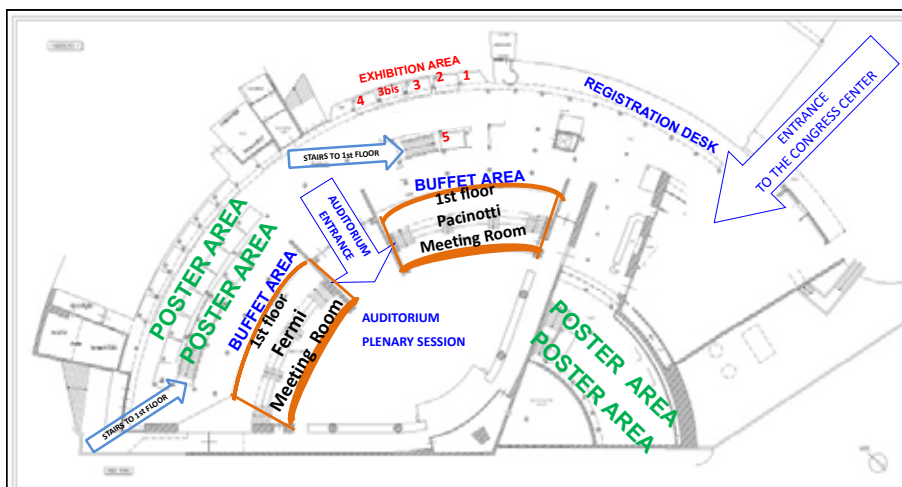 EXHIBITION AREA
4 3bis 3 2 1
5
REGISTRATION DESK
ENTRANCE
TO THE CONGRESS CENTER
STAIRS TO 1st FLOOR
BUFFET AREA
1st floor
Pacinotti
Meeting Room
AUDITORIUM
ENTRANCE
POSTER AREA
POSTER AREA
BUFFET AREA
1st floor
Fermi
Meeting Room
AUDITORIUM
PLENARY SESSION
POSTER AREA
POSTER AREA
STAIRS TO 1st FLOOR